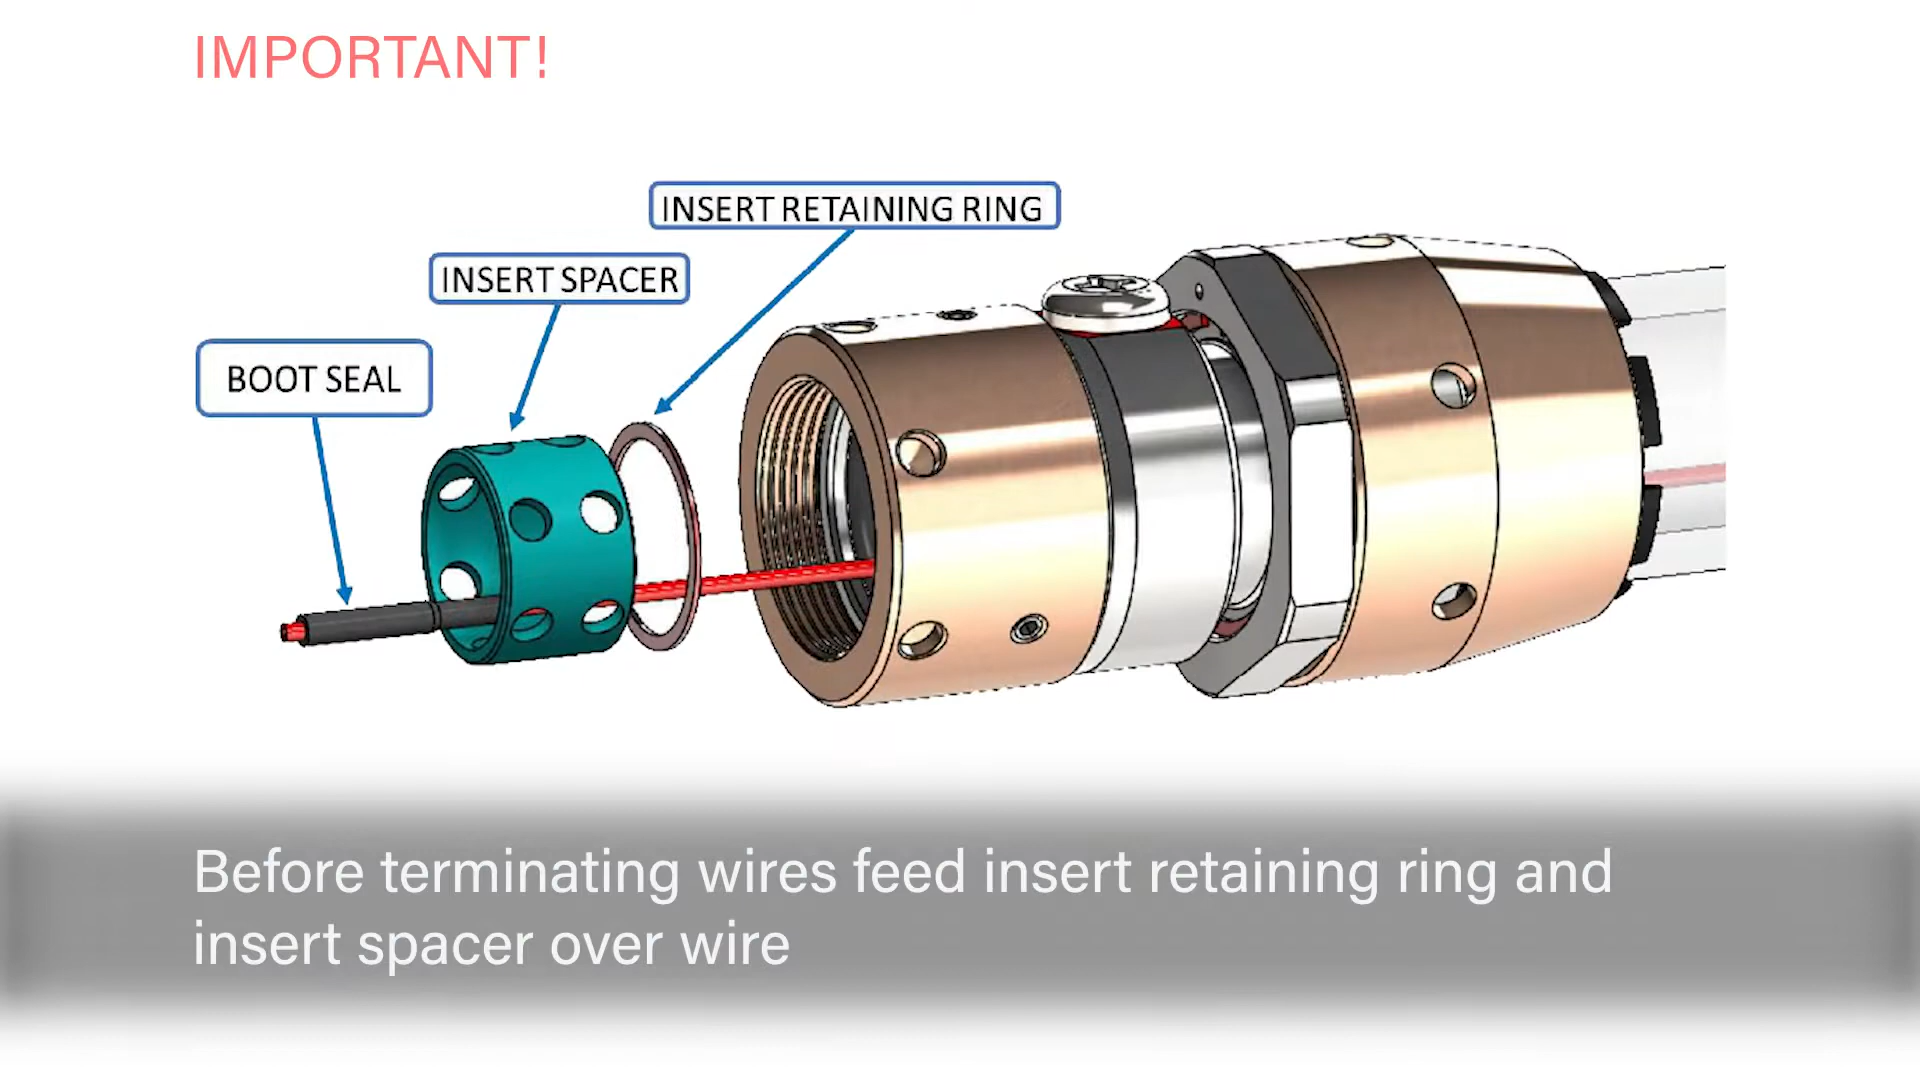 IMPORTANT!
INSERT RETAINING RING
INSERT SPACER
BOOT SEAL
Before terminating wires feed insert retaining ring and
insert spacer over wire